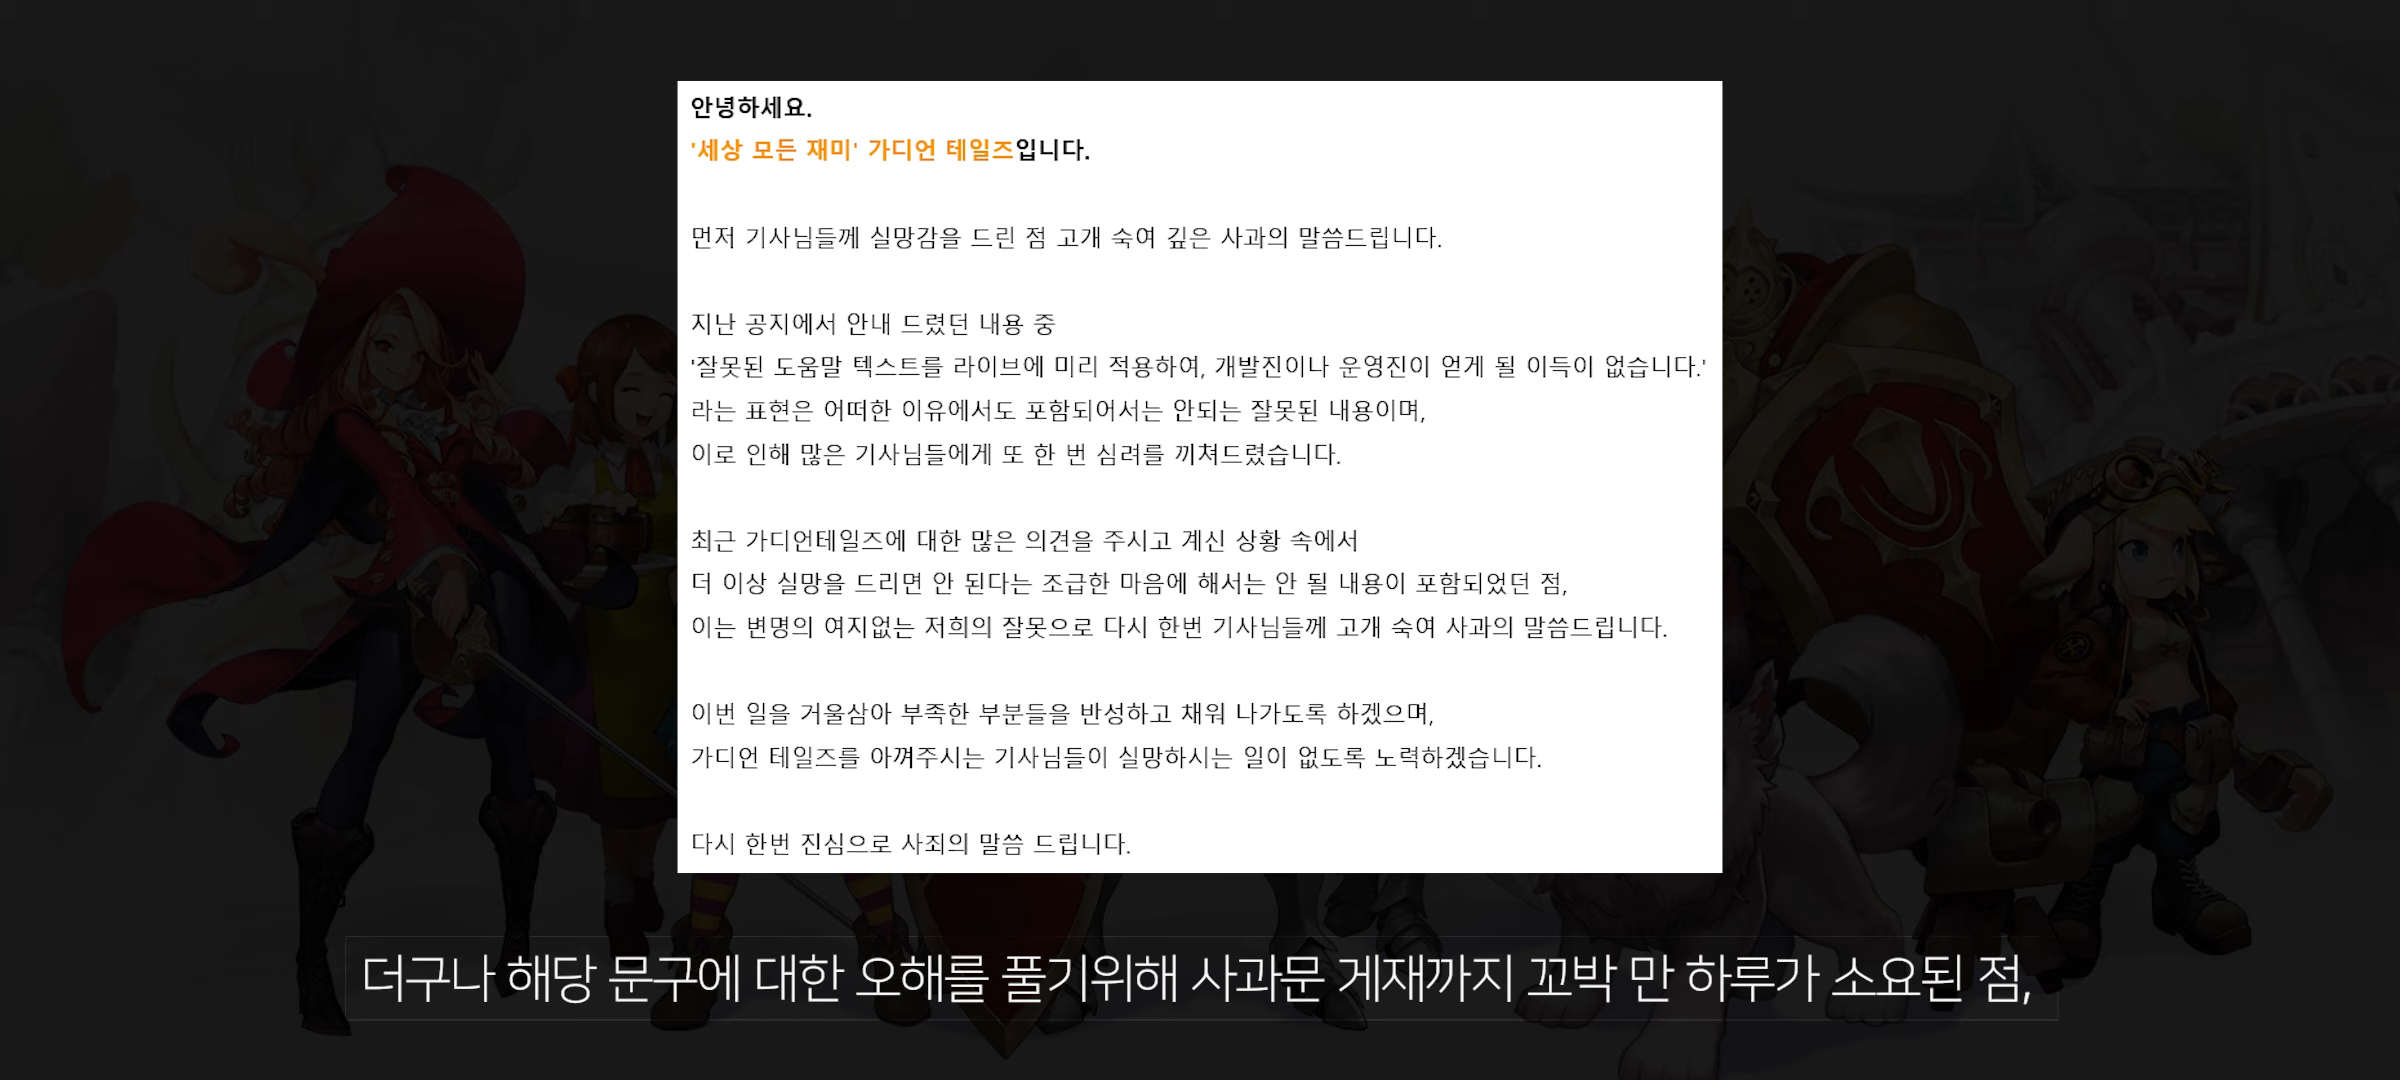 안녕하세요.
'세상 모든 재미' 가디언 테일즈입니다.
먼저 기사님들께 실망감을 드린 점 고개 숙여 깊은 사과의 말씀드립니다.
지난 공지에서 안내 드렸던 내용 중
'잘못된 도움말 텍스트를 라이브에 미리 적용하여, 개발진이나 운영진이 얻게 될 이득이 없습니다.'
라는 표현은 어떠한 이유에서도 포함되어서는 안되는 잘못된 내용이며,
이로 인해 많은 기사님들에게 또 한 번 심려를 끼쳐드렸습니다.
최근 가디언테일즈에 대한 많은 의견을 주시고 계신 상황 속에서
더 이상 실망을 드리면 안 된다는 조급한 마음에 해서는 안 될 내용이 포함되었던 점,
이는 변명의 여지없는 저희의 잘못으로 다시 한번 기사님들께 고개 숙여 사과의 말씀드립니다.
이번 일을 거울삼아 부족한 부분들을 반성하고 채워 나가도록 하겠으며,
가디언 테일즈를 아껴주시는 기사님들이 실망하시는 일이 없도록 노력하겠습니다.
다시 한번 진심으로 사죄의 말씀 드립니다.
더구나 해당 문구에 대한 오해를 풀기위해 사과문 게재까지 꼬박 만 하루가 소요된 점,